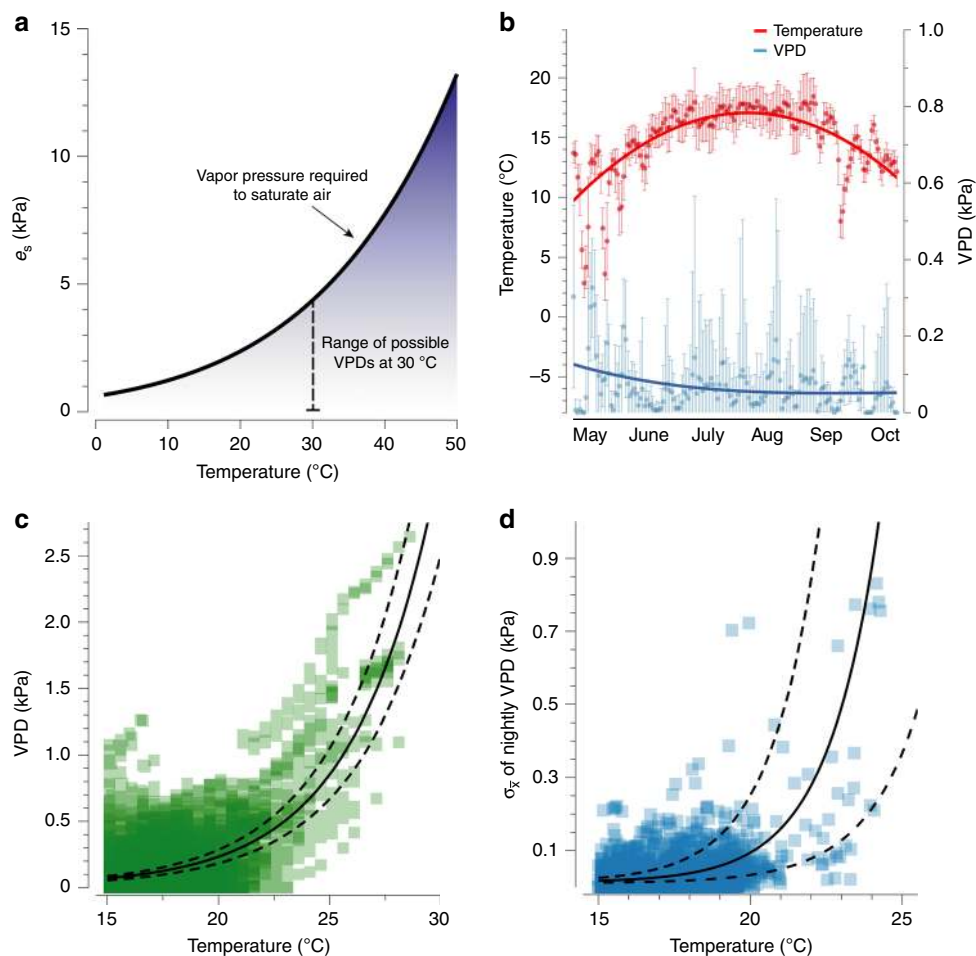 a
15
10
5
0
e_s (kPa)
Vapor pressure required
to saturate air
Range of possible
VPDs at 30 °C
0
10
20
30
40
50
Temperature (°C)
b
Temperature
VPD
20
15
10
5
0
−5
Temperature (°C)
1.0
0.8
0.6
0.4
0.2
0
VPD (kPa)
May
June
July
Aug
Sep
Oct
c
2.5
2.0
1.5
1.0
0.5
0
VPD (kPa)
15
20
25
30
Temperature (°C)
d
0.9
0.7
0.5
0.3
0.1
σx̄ of nightly VPD (kPa)
15
20
25
Temperature (°C)